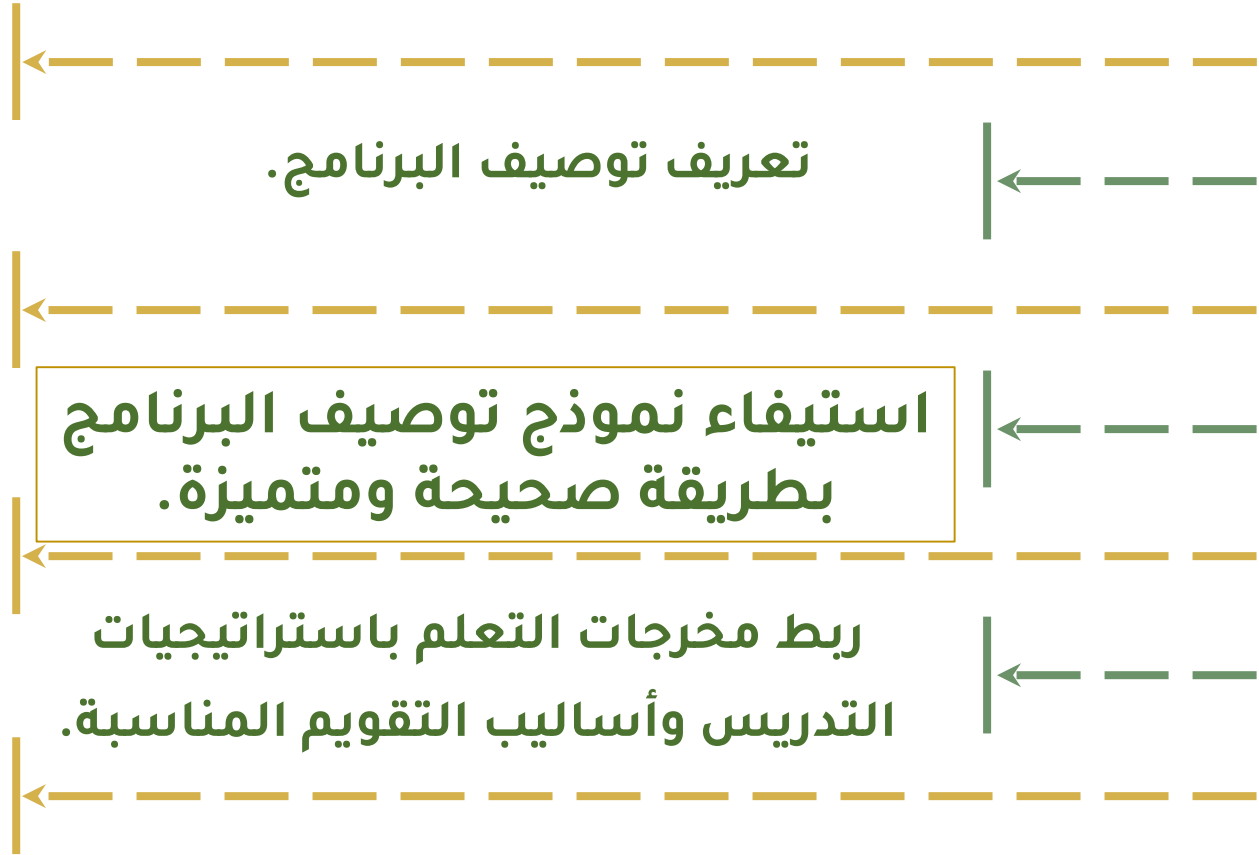 تعريف توصيف البرنامج.
استيفاء نموذج توصيف البرنامج
بطريقة صحيحة ومتميزة.
ربط مخرجات التعلم باستراتيجيات
التدريس وأساليب التقويم المناسبة.